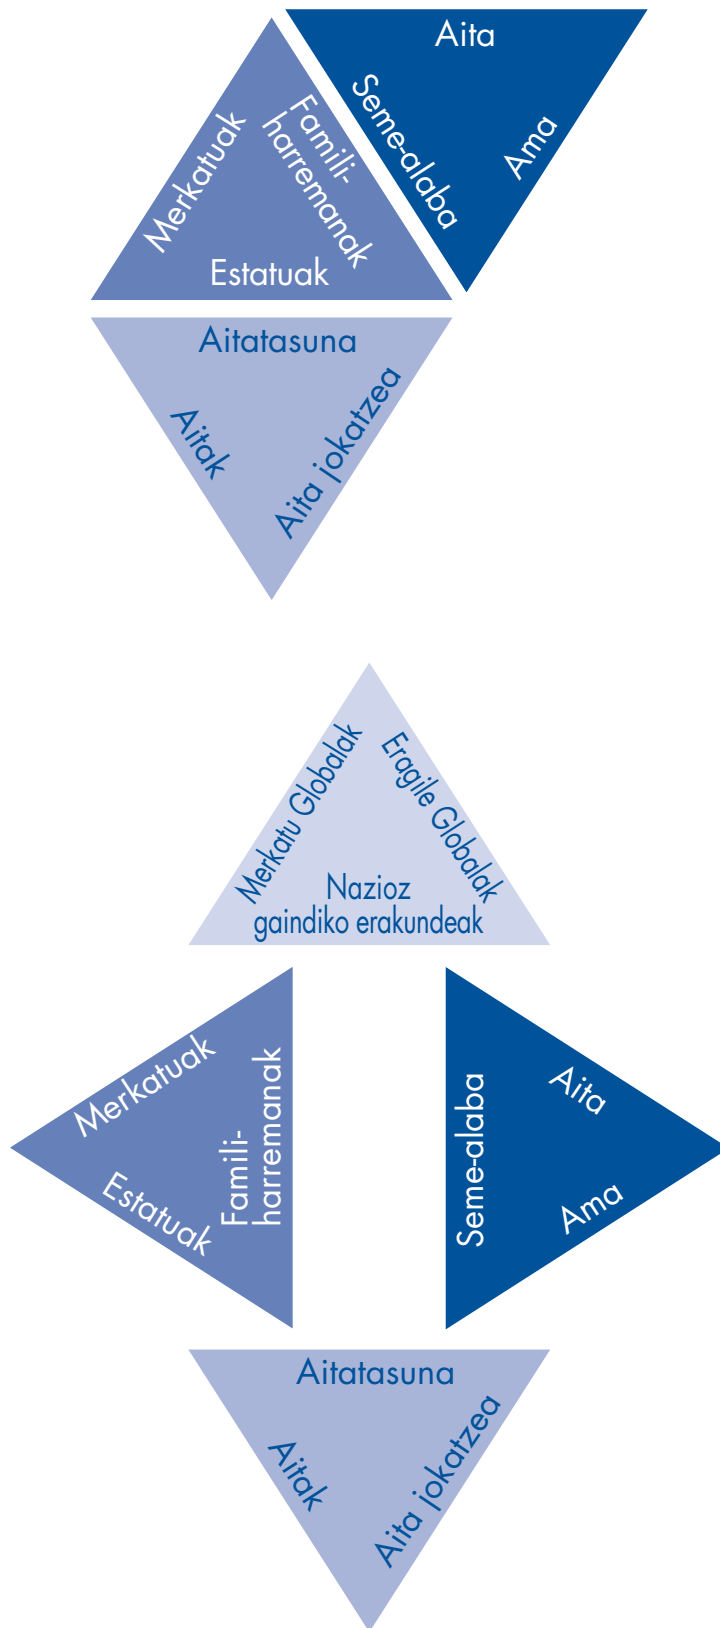 Aita
Seme-alaba
Ama
Merkatuak
Famili-
harremanak
Estatuak
Aitatasuna
Aitak
Aita jokatzea
Merkatu Globalak
Eragile Globalak
Nazioz
gaindiko erakundeak
Merkatuak
Estatuak
Famili-
harremanak
Seme-alaba
Aita
Ama
Aitatasuna
Aitak
Aita jokatzea